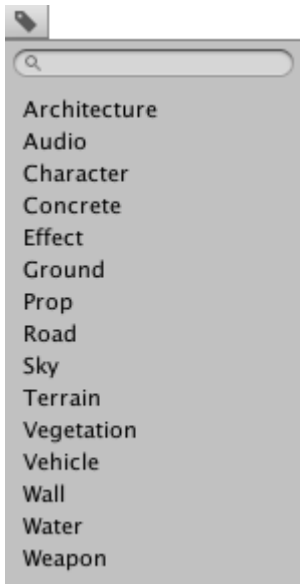 Architecture
Audio
Character
Concrete
Effect
Ground
Prop
Road
Sky
Terrain
Vegetation
Vehicle
Wall
Water
Weapon